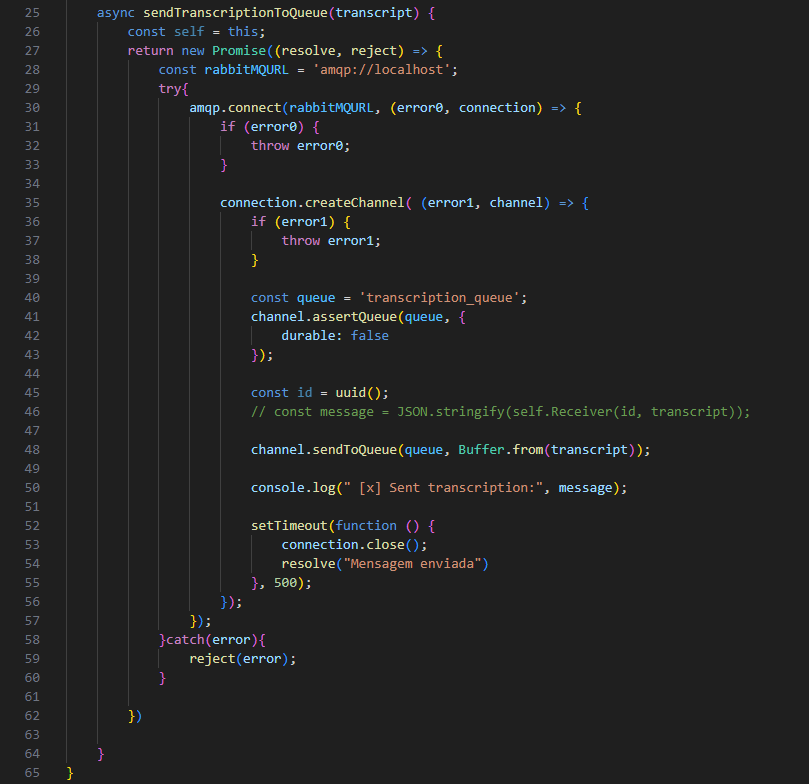 25 async sendTranscriptionToQueue(transcript) {
26 const self = this;
27 return new Promise((resolve, reject) => {
28 const rabbitMQURL = 'amqp://localhost';
29 try{
30 amqp.connect(rabbitMQURL, (error0, connection) => {
31 if (error0) {
32 throw error0;
33 }
34
35 connection.createChannel( (error1, channel) => {
36 if (error1) {
37 throw error1;
38 }
39
40 const queue = 'transcription_queue';
41 channel.assertQueue(queue, {
42 durable: false
43 });
44
45 const id = uuid();
46 // const message = JSON.stringify(self.Receiver(id, transcript));
47
48 channel.sendToQueue(queue, Buffer.from(transcript));
49
50 console.log(" [x] Sent transcription:", message);
51
52 setTimeout(function () {
53 connection.close();
54 resolve("Mensagem enviada")
55 }, 500);
56 });
57 });
58 }catch(error){
59 reject(error);
60 }
61
62 })
63
64 }
65 }